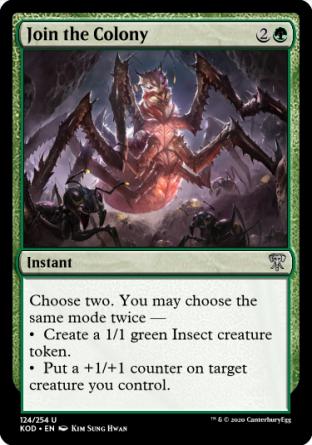 Join the Colony 2
Instant
Choose two. You may choose the
same mode twice —
• Create a 1/1 green Insect creature
token.
• Put a +1/+1 counter on target
creature you control.
124/254 U
KOD • EN Kim Sung Hwan
™ & © 2020 CanterburyEgg